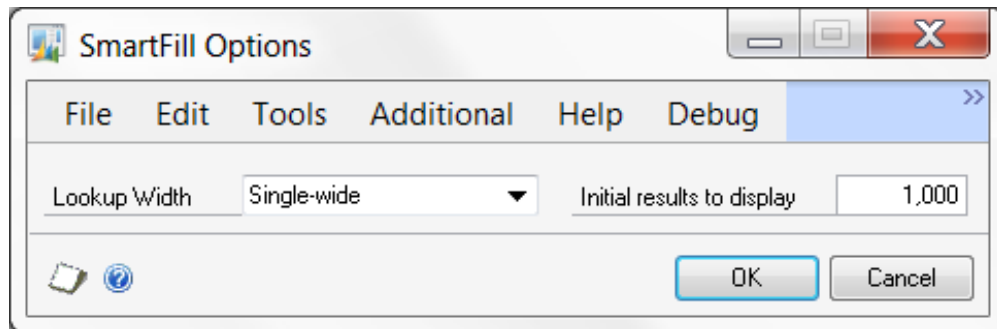 SmartFill Options
File Edit Tools Additional Help Debug
Lookup Width Single-wide Initial results to display 1,000
OK Cancel